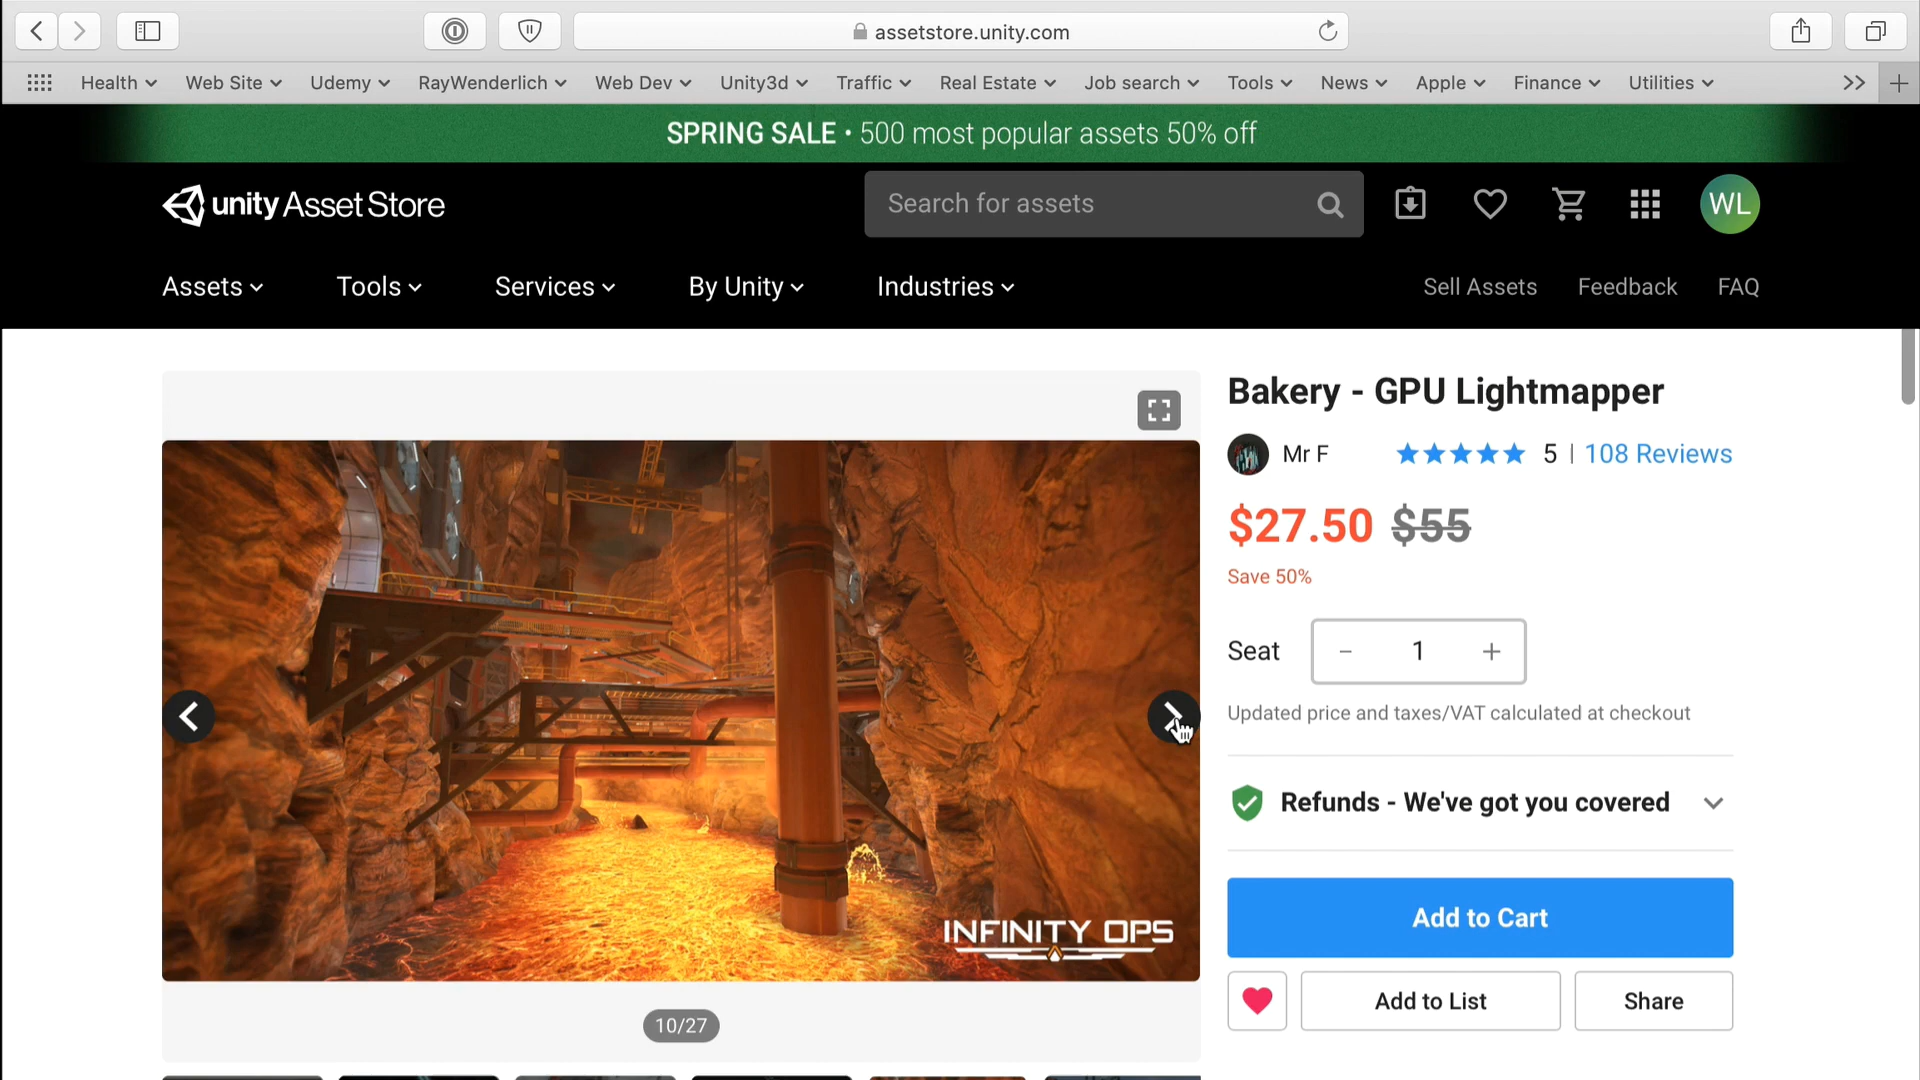 assetstore.unity.com
Health
Web Site
Udemy
RayWenderlich
Web Dev
Unity3d
Traffic
Real Estate
Job search
Tools
News
Apple
Finance
Utilities
SPRING SALE • 500 most popular assets 50% off
unity Asset Store
Search for assets
WL
Assets
Tools
Services
By Unity
Industries
Sell Assets
Feedback
FAQ
Bakery - GPU Lightmapper
Mr F
5 | 108 Reviews
$27.50 $55
Save 50%
Seat
- 1 +
Updated price and taxes/VAT calculated at checkout
Refunds - We've got you covered
Add to Cart
Add to List
Share
INFINITY OPS
10/27